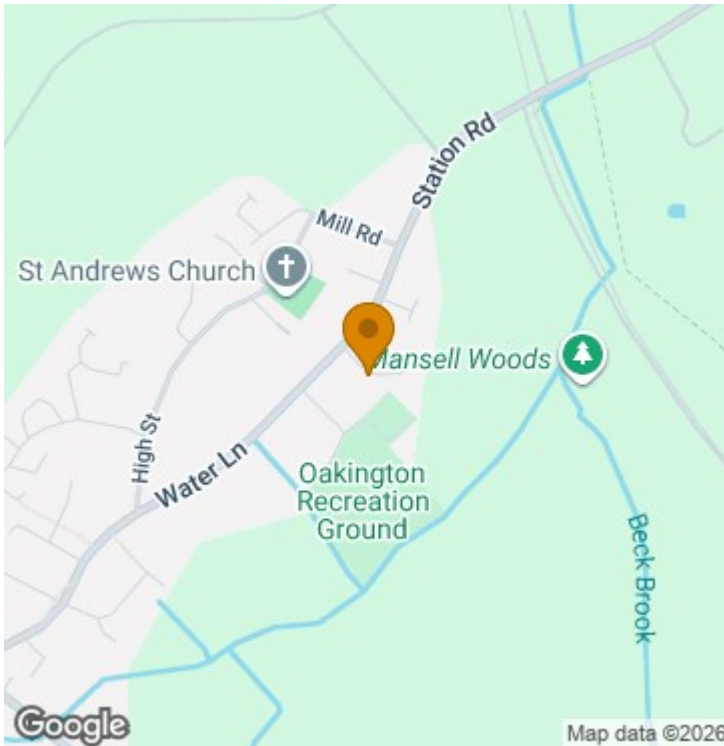 Station Rd
Mill Rd
St Andrews Church
Mansell Woods
High St
Water Ln
Oakington
Recreation
Ground
Beck Brook
Google
Map data ©2026